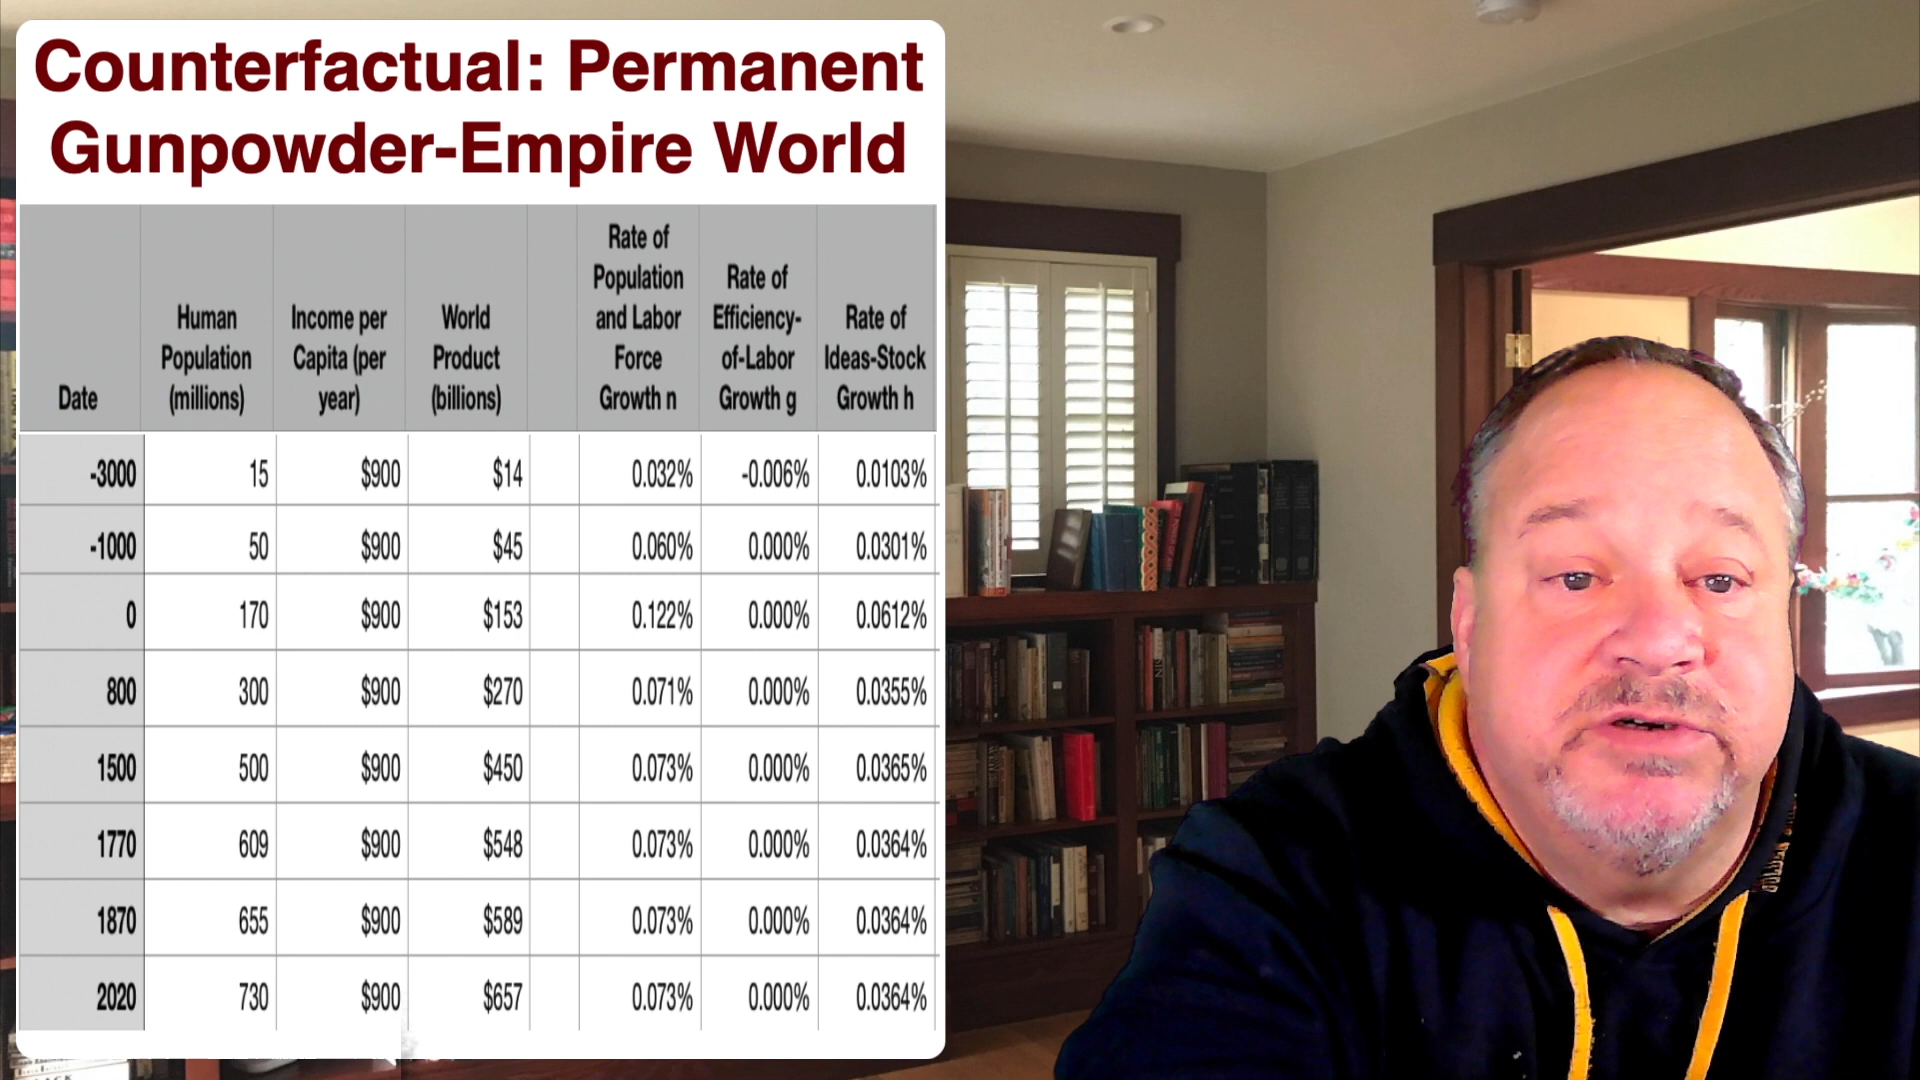 Counterfactual: Permanent
Gunpowder-Empire World
Date
Human
Population
(millions)
Income per
Capita (per
year)
World
Product
(billions)
Rate of
Population
and Labor
Force
Growth n
Rate of
Efficiency-
of-Labor
Growth g
Rate of
Ideas-Stock
Growth h
-3000 15 $900 $14 0.032% -0.006% 0.0103%
-1000 50 $900 $45 0.060% 0.000% 0.0301%
0 170 $900 $153 0.122% 0.000% 0.0612%
800 300 $900 $270 0.071% 0.000% 0.0355%
1500 500 $900 $450 0.073% 0.000% 0.0365%
1770 609 $900 $548 0.073% 0.000% 0.0364%
1870 655 $900 $589 0.073% 0.000% 0.0364%
2020 730 $900 $657 0.073% 0.000% 0.0364%